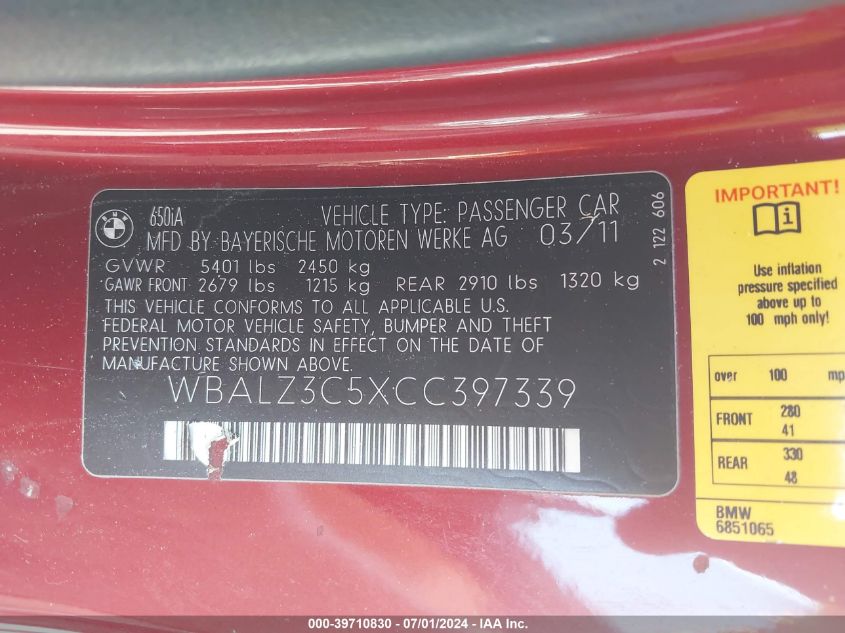 BMW
650iA
VEHICLE TYPE: PASSENGER CAR
MFD BY BAYERISCHE MOTOREN WERKE AG 03/11
GVWR 5401 lbs 2450 kg
GAWR FRONT 2679 lbs 1215 kg REAR 2910 lbs 1320 kg
THIS VEHICLE CONFORMS TO ALL APPLICABLE U.S.
FEDERAL MOTOR VEHICLE SAFETY, BUMPER AND THEFT
PREVENTION STANDARDS IN EFFECT ON THE DATE OF
MANUFACTURE SHOWN ABOVE.
WBALZ3C5XCC397339
2 122 606
IMPORTANT!
Use inflation
pressure specified
above up to
100 mph only!
over 100 mp
FRONT 280
41
REAR 330
48
BMW
6851065
000-39710830 - 07/01/2024 - IAA Inc.